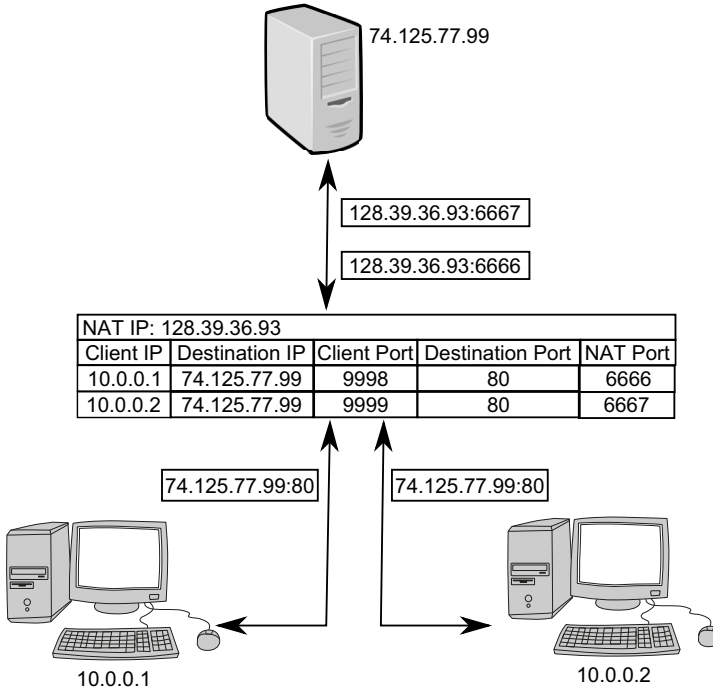 74.125.77.99
128.39.36.93:6667
128.39.36.93:6666
NAT IP: 128.39.36.93
Client IP Destination IP Client Port Destination Port NAT Port
10.0.0.1 74.125.77.99 9998 80 6666
10.0.0.2 74.125.77.99 9999 80 6667
74.125.77.99:80 74.125.77.99:80
10.0.0.1 10.0.0.2